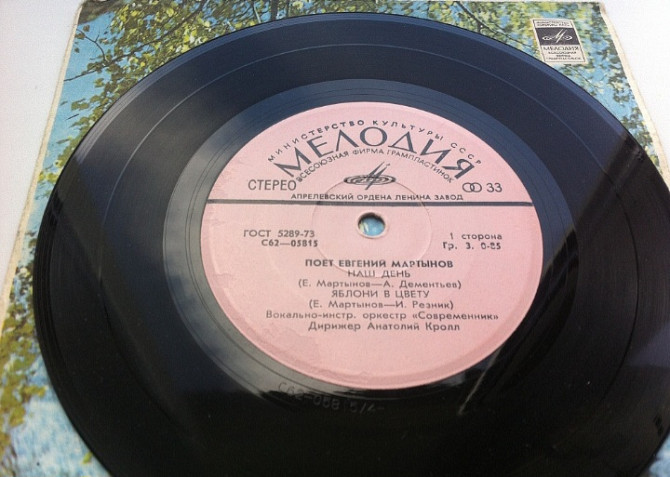 МЕЛОДИЯ
МИНИСТЕРСТВО КУЛЬТУРЫ СССР
МЕЛОДИЯ
ВСЕСОЮЗНАЯ ФИРМА ГРАМПЛАСТИНОК
СТЕРЕО
33
АПРЕЛЕВСКИЙ ОРДЕНА ЛЕНИНА ЗАВОД
ГОСТ 5289-73
С62—05815
1 сторона
Гр. 3. 0-85
ПОЕТ ЕВГЕНИЙ МАРТЫНОВ
НАШ ДЕНЬ
(Е. Мартынов—А. Дементьев)
ЯБЛОНИ В ЦВЕТУ
(Е. Мартынов—И. Резник)
Вокально-инстр. оркестр «Современник»
Дирижер Анатолий Кролл